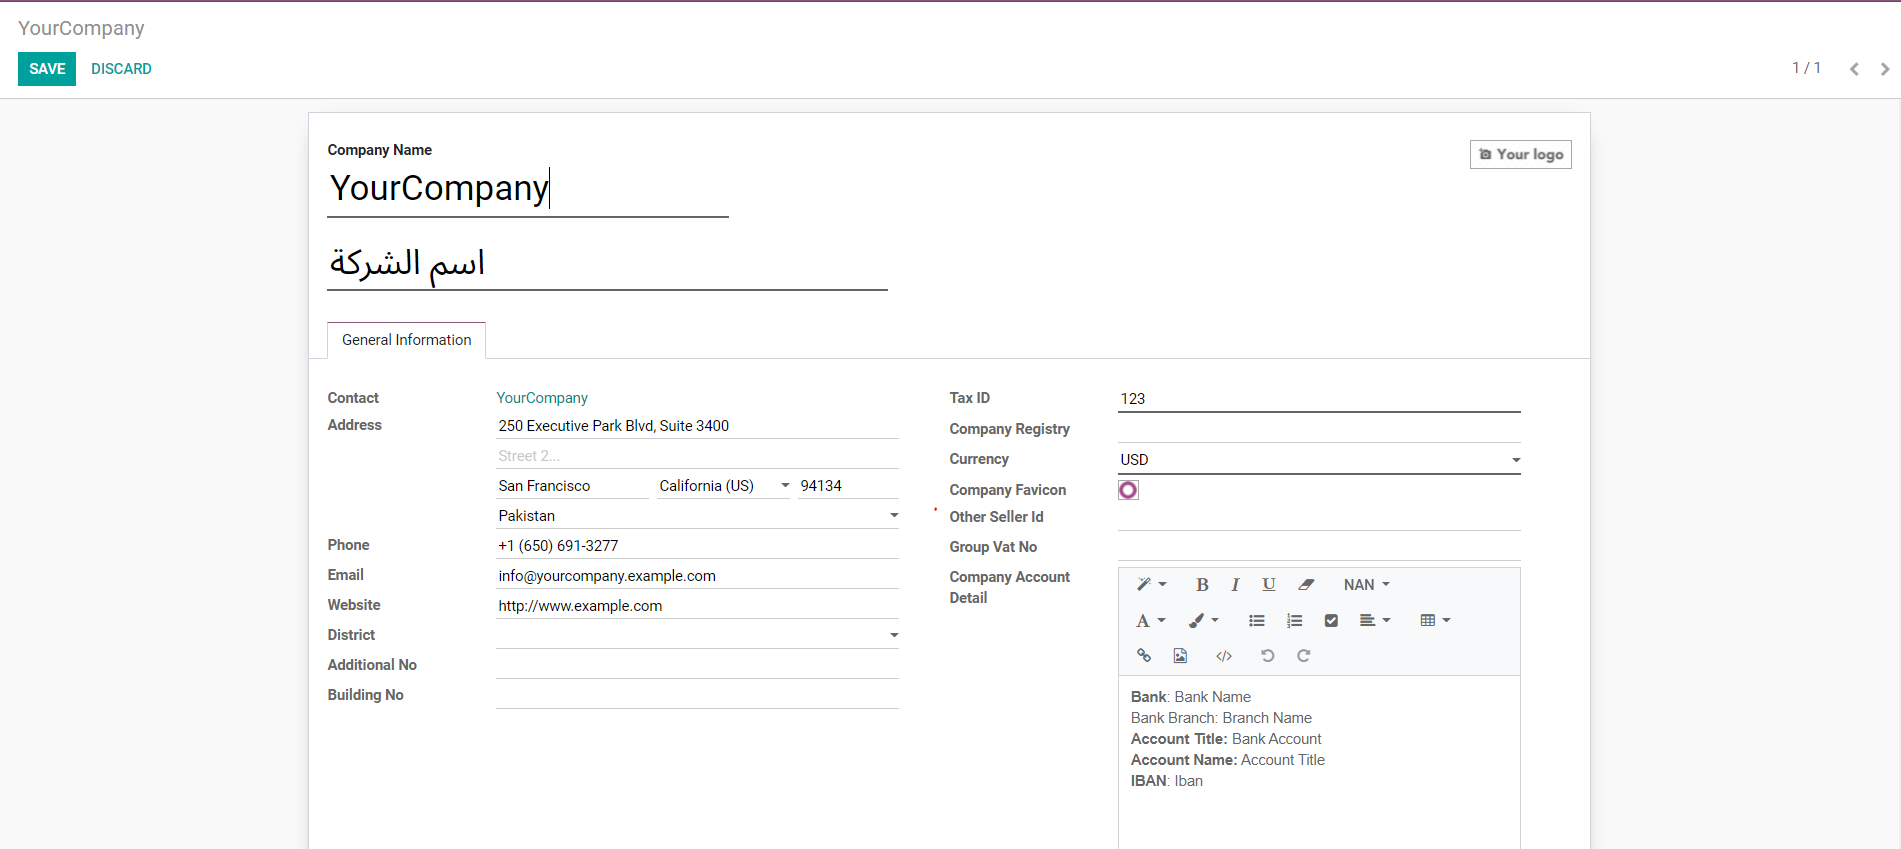 YourCompany
SAVE DISCARD
1 / 1
Company Name
Your logo
YourCompany
اسم الشركة
General Information
Contact YourCompany
Address 250 Executive Park Blvd, Suite 3400
Street 2...
San Francisco California (US) 94134
Pakistan
Phone +1 (650) 691-3277
Email info@yourcompany.example.com
Website http://www.example.com
District
Additional No
Building No
Tax ID 123
Company Registry
Currency USD
Company Favicon
Other Seller Id
Group Vat No
Company Account
Detail
B I U NAN
A
</>
Bank: Bank Name
Bank Branch: Branch Name
Account Title: Bank Account
Account Name: Account Title
IBAN: Iban